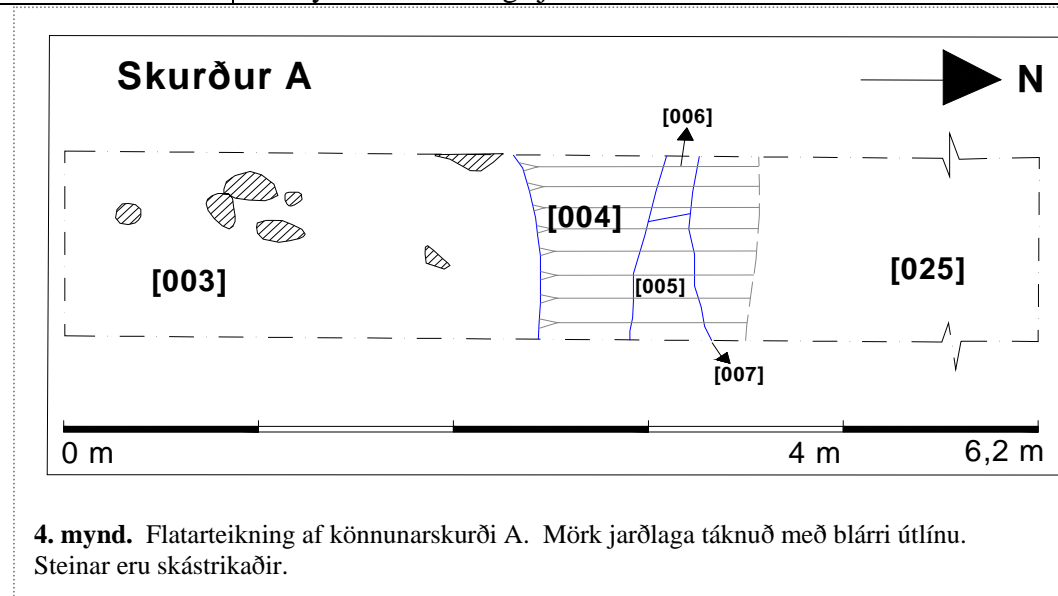 Skurður A
N
[006]
[004]
[003]
[005]
[025]
[007]
0 m
4 m
6,2 m
4. mynd. Flatarteikning af könnunarskurði A. Mörk jarðlaga táknuð með blárri útlínu.
Steinar eru skástrikaðir.